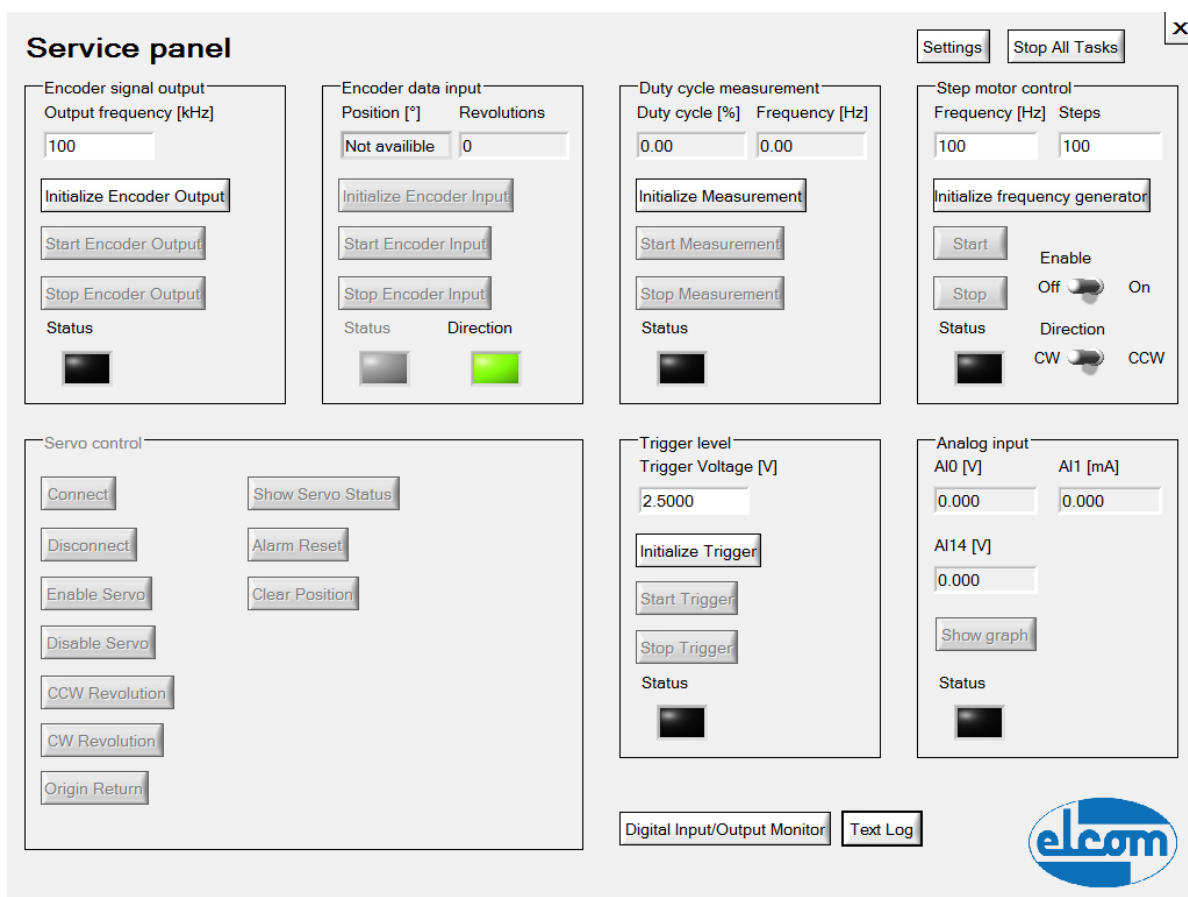 X
Service panel
Settings
Stop All Tasks
Encoder signal output
Output frequency [kHz]
100
Initialize Encoder Output
Start Encoder Output
Stop Encoder Output
Status
Encoder data input
Position [°] Revolutions
Not availible 0
Initialize Encoder Input
Start Encoder Input
Stop Encoder Input
Status Direction
Duty cycle measurement
Duty cycle [%] Frequency [Hz]
0.00 0.00
Initialize Measurement
Start Measurement
Stop Measurement
Status
Step motor control
Frequency [Hz] Steps
100 100
Initialize frequency generator
Start
Enable
Stop Off On
Status Direction
CW CCW
Servo control
Connect Show Servo Status
Disconnect Alarm Reset
Enable Servo Clear Position
Disable Servo
CCW Revolution
CW Revolution
Origin Return
Trigger level
Trigger Voltage [V]
2.5000
Initialize Trigger
Start Trigger
Stop Trigger
Status
Analog input
AI0 [V] AI1 [mA]
0.000 0.000
AI14 [V]
0.000
Show graph
Status
Digital Input/Output Monitor Text Log
elcom